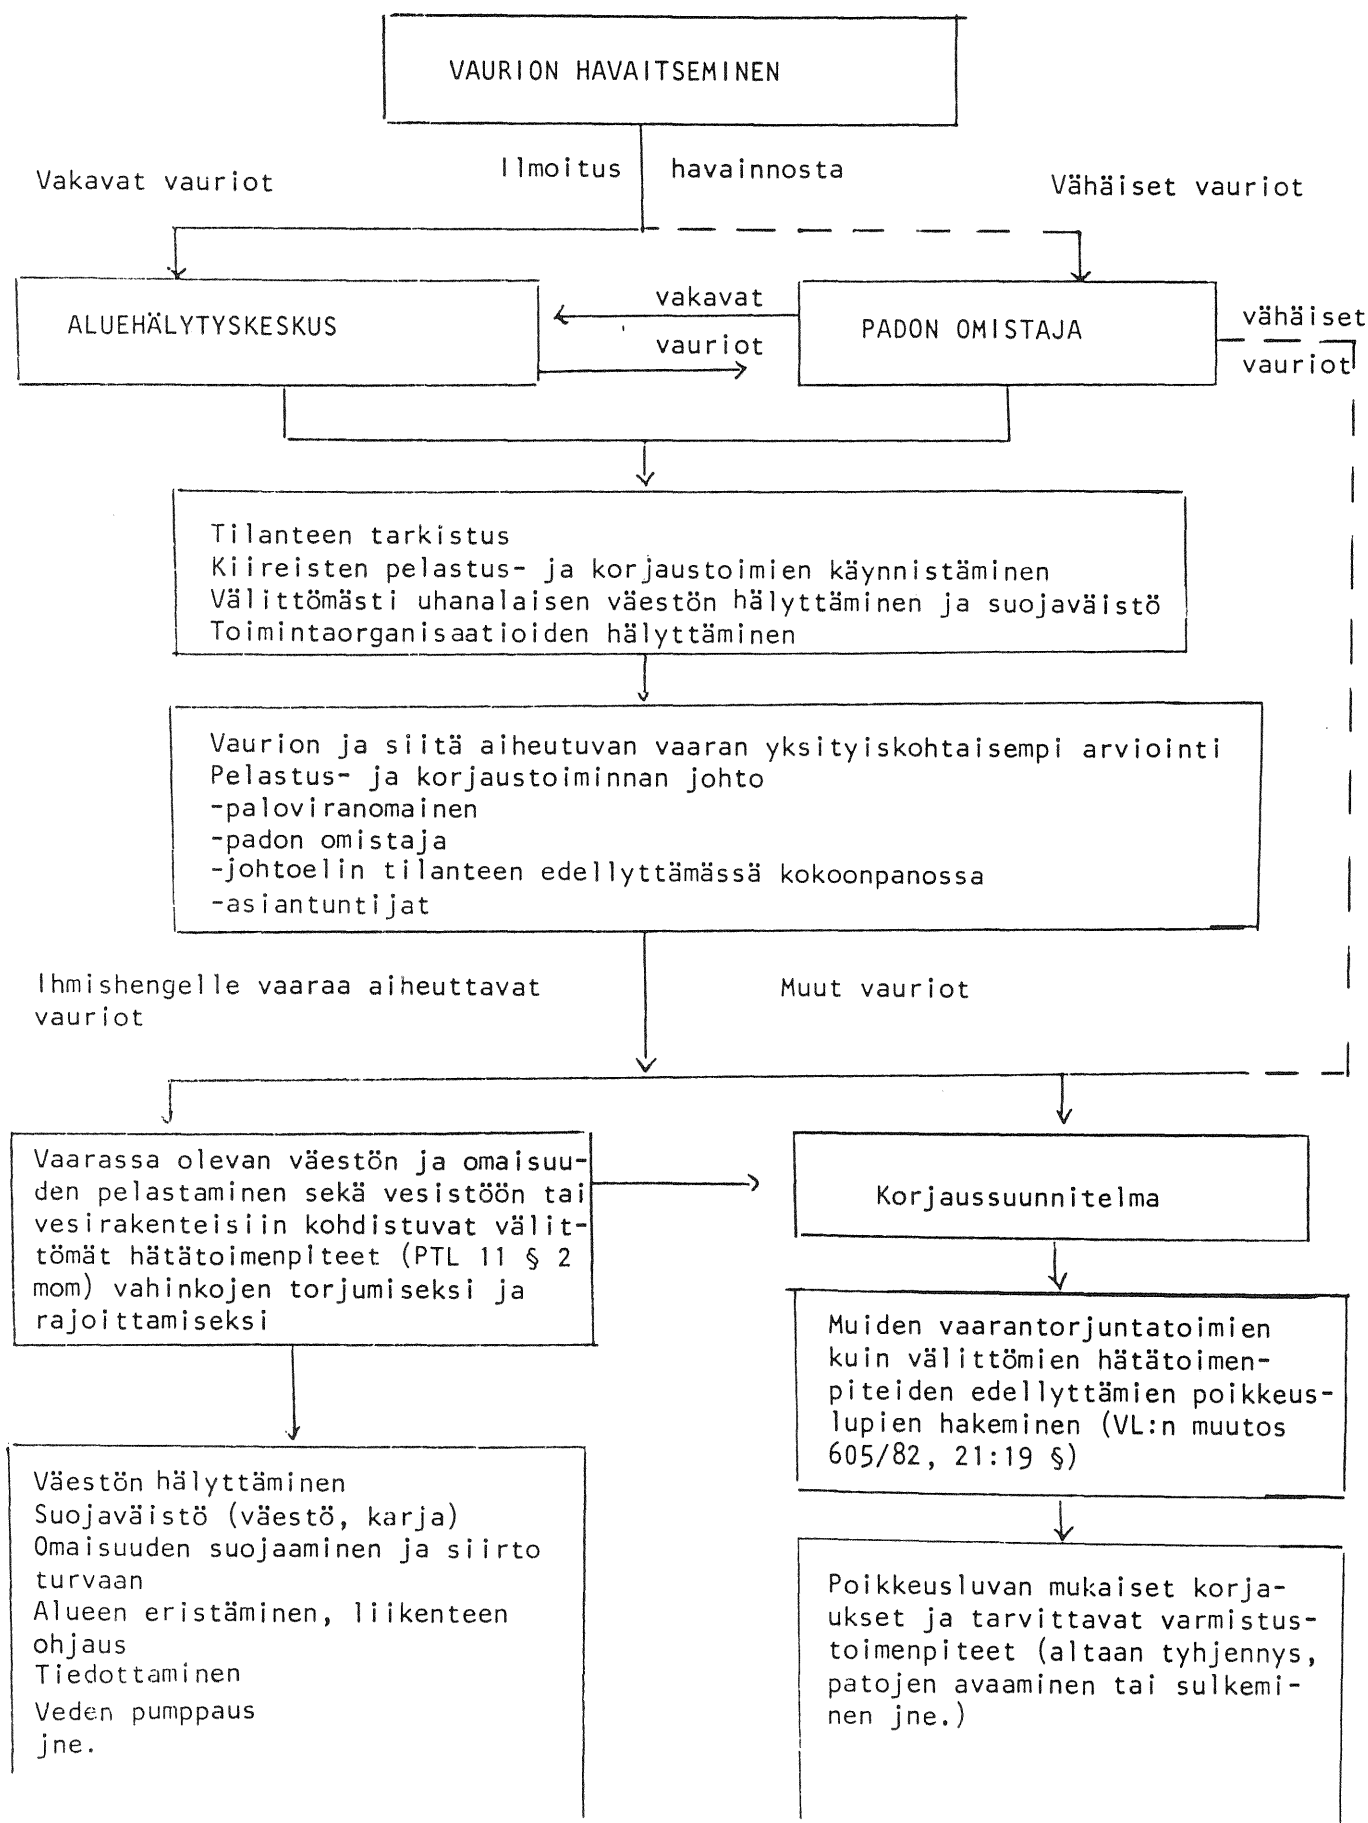 VAURION HAVAITSEMINEN
Ilmoitus havainnosta
Vakavat vauriot
Vähäiset vauriot
ALUEHÄLYTYSKESKUS
vakavat
vauriot
PADON OMISTAJA
vähäiset
vauriot
Tilanteen tarkistus
Kiireisten pelastus- ja korjaustoimien käynnistäminen
Välittömästi uhanalaisen väestön hälyttäminen ja suojaväistö
Toimintaorganisaatioiden hälyttäminen
Vaurion ja siitä aiheutuvan vaaran yksityiskohtaisempi arviointi
Pelastus- ja korjaustoiminnan johto
-paloviranomainen
-padon omistaja
-johtoelin tilanteen edellyttämässä kokoonpanossa
-asiantuntijat
Ihmishengelle vaaraa aiheuttavat
vauriot
Muut vauriot
Vaarassa olevan väestön ja omaisuu-
den pelastaminen sekä vesistöön tai
vesirakenteisiin kohdistuvat välit-
tömät hätätoimenpiteet (PTL 11 § 2
mom) vahinkojen torjumiseksi ja
rajoittamiseksi
Korjaussuunnitelma
Muiden vaarantorjuntatoimien
kuin välittömien hätätoimen-
piteiden edellyttämien poikkeus-
lupien hakeminen (VL:n muutos
605/82, 21:19 §)
Väestön hälyttäminen
Suojaväistö (väestö, karja)
Omaisuuden suojaaminen ja siirto
turvaan
Alueen eristäminen, liikenteen
ohjaus
Tiedottaminen
Veden pumppaus
jne.
Poikkeusluvan mukaiset korja-
ukset ja tarvittavat varmistus-
toimenpiteet (altaan tyhjennys,
patojen avaaminen tai sulkemi-
nen jne.)